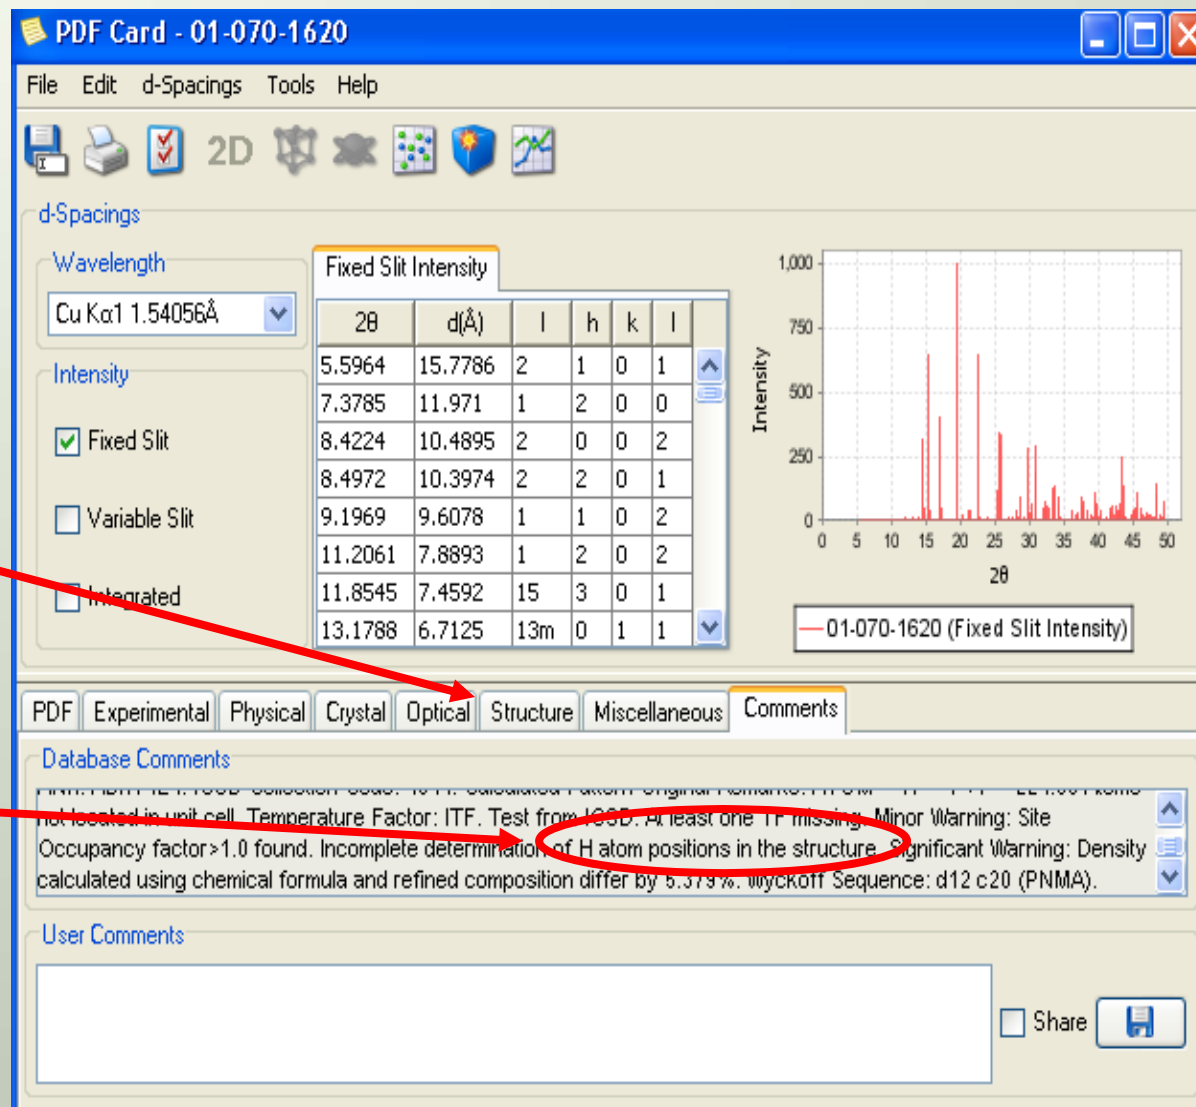 PDF Card - 01-070-1620
File Edit d-Spacings Tools Help
2D
d-Spacings
Wavelength
Cu Kα1 1.54056Å
Intensity
Fixed Slit
Variable Slit
Integrated
Fixed Slit Intensity
2θ d(Å) I h k l
5.5964 15.7786 2 1 0 1
7.3785 11.971 1 2 0 0
8.4224 10.4895 2 0 0 2
8.4972 10.3974 2 2 0 1
9.1969 9.6078 1 1 0 2
11.2061 7.8893 1 2 0 2
11.8545 7.4592 15 3 0 1
13.1788 6.7125 13m 0 1 1
Intensity
1,000
750
500
250
0
0 5 10 15 20 25 30 35 40 45 50
2θ
01-070-1620 (Fixed Slit Intensity)
PDF Experimental Physical Crystal Optical Structure Miscellaneous Comments
Database Comments
not located in unit cell. Temperature Factor: ITF. Test from ICSD: At least one TF missing. Minor Warning: Site
Occupancy factor>1.0 found. Incomplete determination of H atom positions in the structure. Significant Warning: Density
calculated using chemical formula and refined composition differ by 5.379%. Wyckoff Sequence: d12 c20 (PNMA).
User Comments
Share